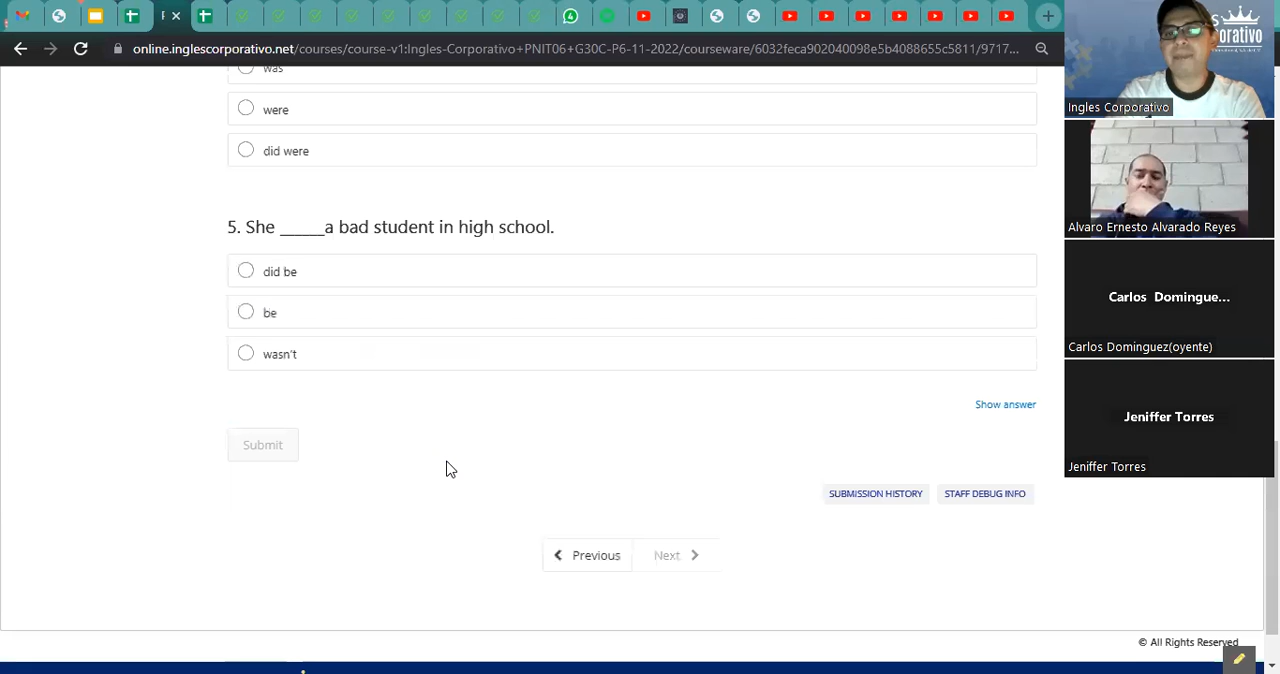 online.inglescorporativo.net/courses/course-v1:Ingles-Corporativo+PNIT06+G30C-P6-11-2022/courseware/6032feca902040098e5b4088655c5811/9717...
was
were
did were
5. She _____a bad student in high school.
did be
be
wasn't
Show answer
Submit
SUBMISSION HISTORY
STAFF DEBUG INFO
Previous
Next
© All Rights Reserved
orativo
Ingles Corporativo
Alvaro Ernesto Alvarado Reyes
Carlos Domingue...
Carlos Dominguez(oyente)
Jeniffer Torres
Jeniffer Torres